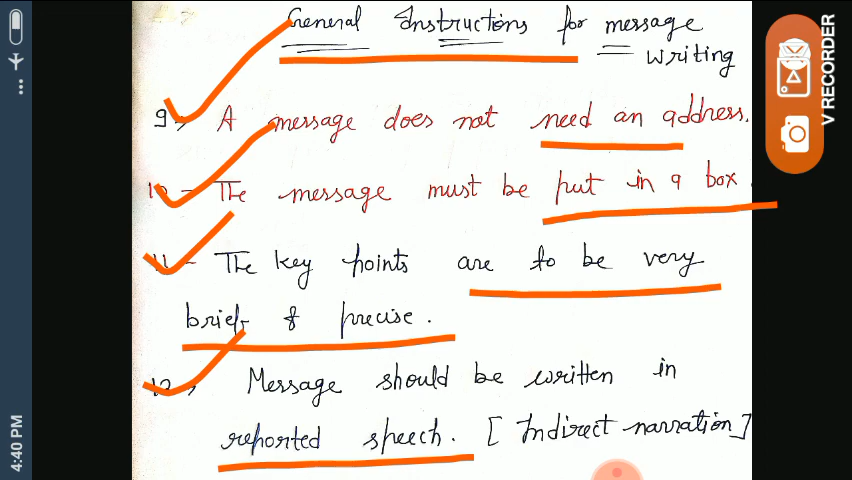 General Instructions for message
writing
9, A message does not need an address.
10 - The message must be put in a box.
11 - The key points are to be very
brief & precise.
12, Message should be written in
reported speech. [Indirect narration]
V RECORDER
4:40 PM